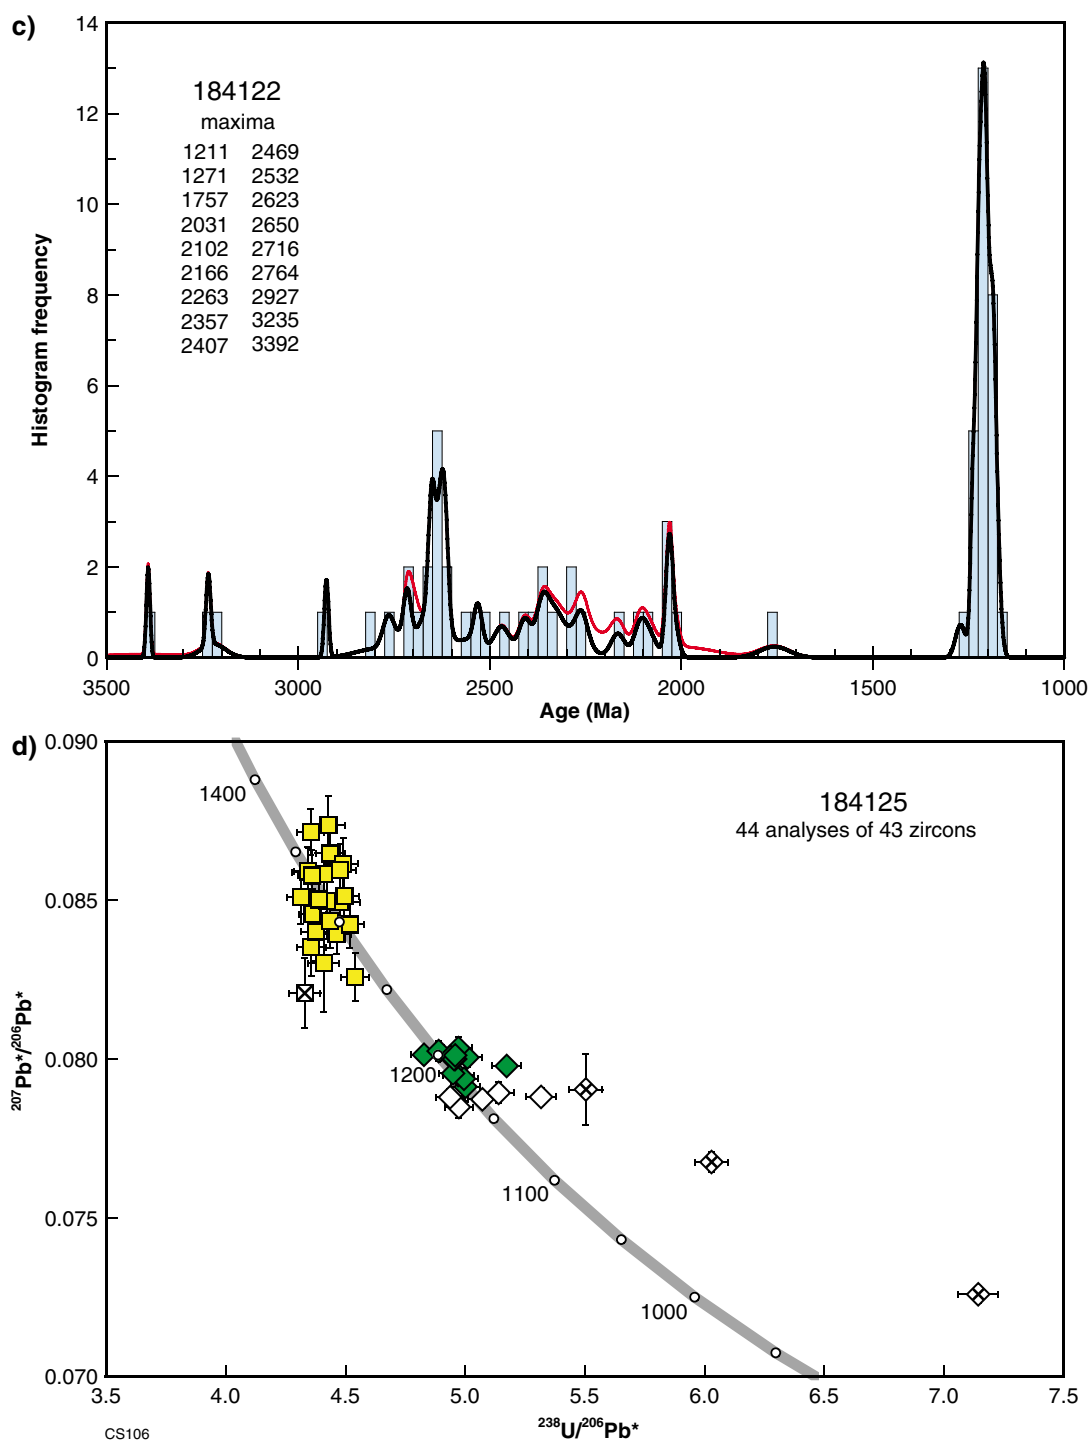 c)
14
12
10
8
6
4
2
0
Histogram frequency
184122
maxima
1211 2469
1271 2532
1757 2623
2031 2650
2102 2716
2166 2764
2263 2927
2357 3235
2407 3392
3500 3000 2500 2000 1500 1000
Age (Ma)
d)
0.090
0.085
0.080
0.075
0.070
²⁰⁷Pb*/²⁰⁶Pb*
184125
44 analyses of 43 zircons
1400
1200
1100
1000
3.5 4.0 4.5 5.0 5.5 6.0 6.5 7.0 7.5
²³⁸U/²⁰⁶Pb*
CS106